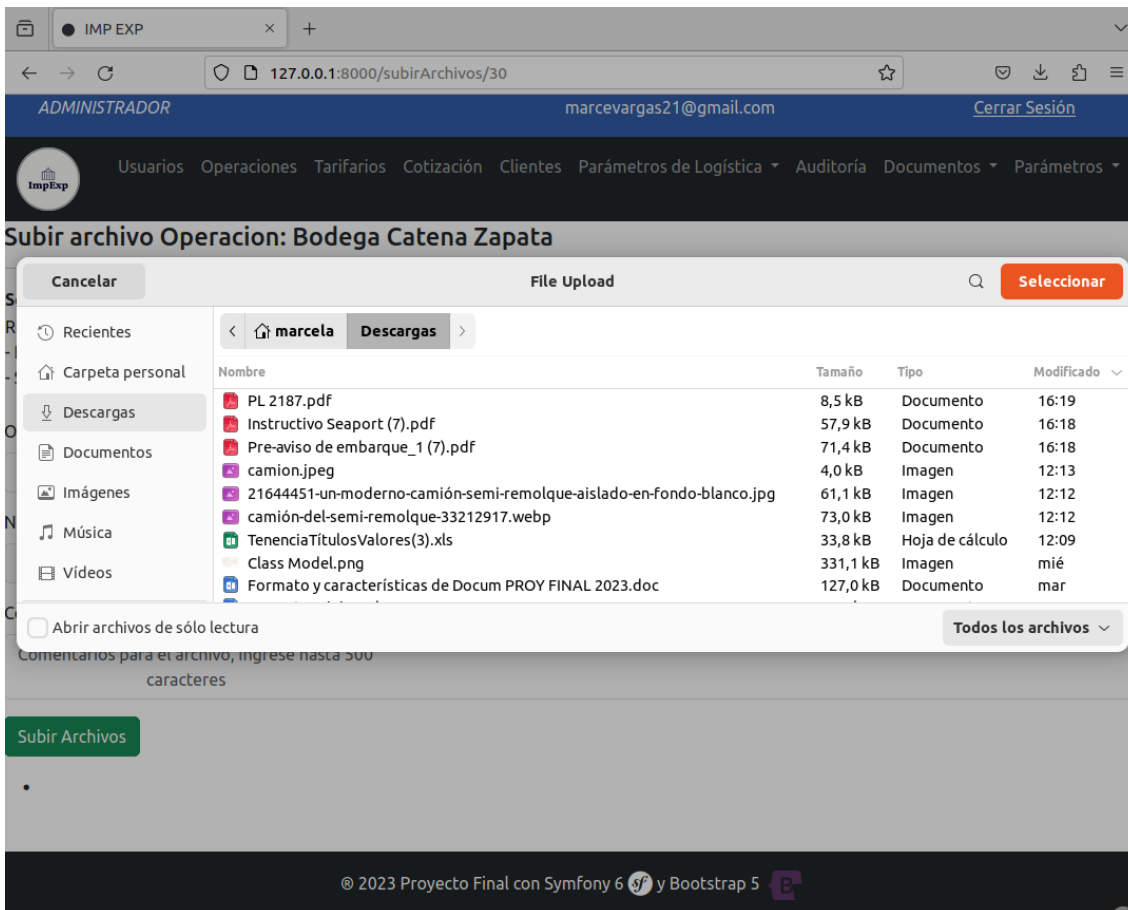 IMP EXP
127.0.0.1:8000/subirArchivos/30
ADMINISTRADOR marcevargas21@gmail.com Cerrar Sesión
ImpExp Usuarios Operaciones Tarifarios Cotización Clientes Parámetros de Logística Auditoría Documentos Parámetros
Subir archivo Operacion: Bodega Catena Zapata
Cancelar File Upload Seleccionar
Recientes
Carpeta personal
Descargas
Documentos
Imágenes
Música
Vídeos
marcela Descargas
Nombre Tamaño Tipo Modificado
PL 2187.pdf 8,5 kB Documento 16:19
Instructivo Seaport (7).pdf 57,9 kB Documento 16:18
Pre-aviso de embarque_1 (7).pdf 71,4 kB Documento 16:18
camion.jpeg 4,0 kB Imagen 12:13
21644451-un-moderno-camión-semi-remolque-aislado-en-fondo-blanco.jpg 61,1 kB Imagen 12:12
camión-del-semi-remolque-33212917.webp 73,0 kB Imagen 12:12
TenenciaTítulosValores(3).xls 33,8 kB Hoja de cálculo 12:09
Class Model.png 331,1 kB Imagen mié
Formato y características de Docum PROY FINAL 2023.doc 127,0 kB Documento mar
Abrir archivos de sólo lectura Todos los archivos
Comentarios para el archivo, ingrese hasta 500
caracteres
Subir Archivos
® 2023 Proyecto Final con Symfony 6 sf y Bootstrap 5 B